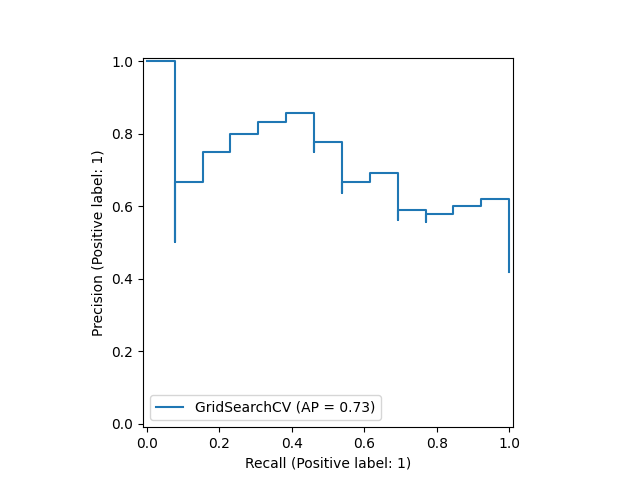 1.0
0.8
0.6
0.4
0.2
0.0
Precision (Positive label: 1)
GridSearchCV (AP = 0.73)
0.0 0.2 0.4 0.6 0.8 1.0
Recall (Positive label: 1)